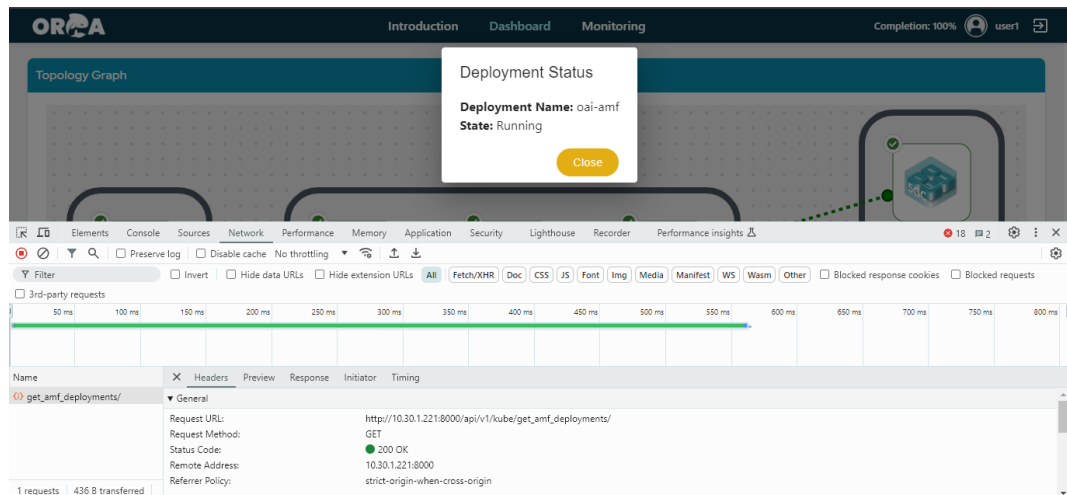 ORCA Introduction Dashboard Monitoring Completion: 100% user1
Topology Graph
Deployment Status
Deployment Name: oai-amf
State: Running
Close
Elements Console Sources Network Performance Memory Application Security Lighthouse Recorder Performance insights 18 2
Preserve log Disable cache No throttling
Filter Invert Hide data URLs Hide extension URLs All Fetch/XHR Doc CSS JS Font Img Media Manifest WS Wasm Other Blocked response cookies Blocked requests
3rd-party requests
50 ms 100 ms 150 ms 200 ms 250 ms 300 ms 350 ms 400 ms 450 ms 500 ms 550 ms 600 ms 650 ms 700 ms 750 ms 800 ms
Name Headers Preview Response Initiator Timing
get_amf_deployments/ General
Request URL: http://10.30.1.221:8000/api/v1/kube/get_amf_deployments/
Request Method: GET
Status Code: 200 OK
Remote Address: 10.30.1.221:8000
Referrer Policy: strict-origin-when-cross-origin
1 requests 436 B transferred